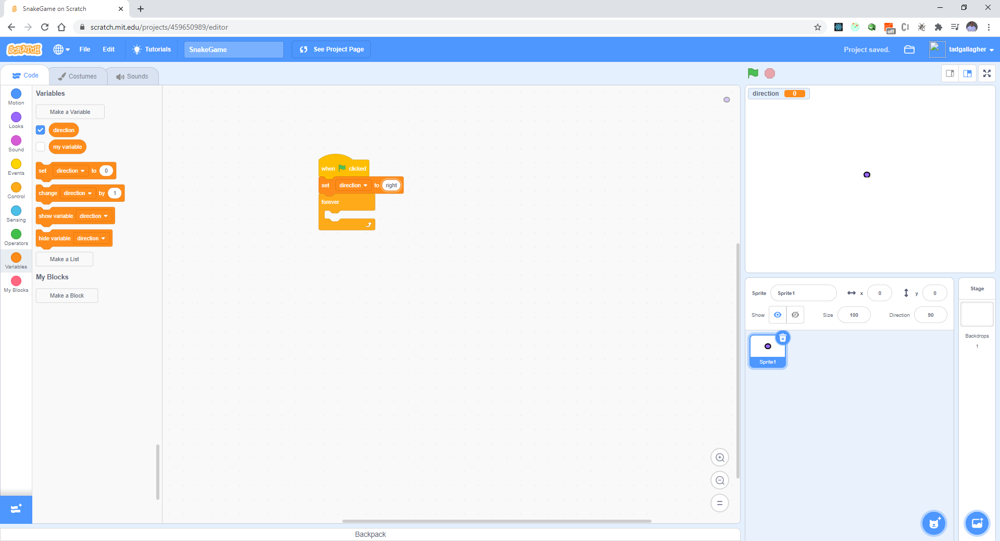 SnakeGame on Scratch
scratch.mit.edu/projects/459650989/editor
off
SCRATCH
File
Edit
Tutorials
SnakeGame
See Project Page
Project saved.
tadgallagher
Code
Costumes
Sounds
Motion
Looks
Sound
Events
Control
Sensing
Operators
Variables
My Blocks
Variables
Make a Variable
direction
my variable
set direction to 0
change direction by 1
show variable direction
hide variable direction
Make a List
My Blocks
Make a Block
when clicked
set direction to right
forever
direction 0
Sprite Sprite1 x 0 y 0
Show Size 100 Direction 90
Sprite1
Stage
Backdrops
1
Backpack